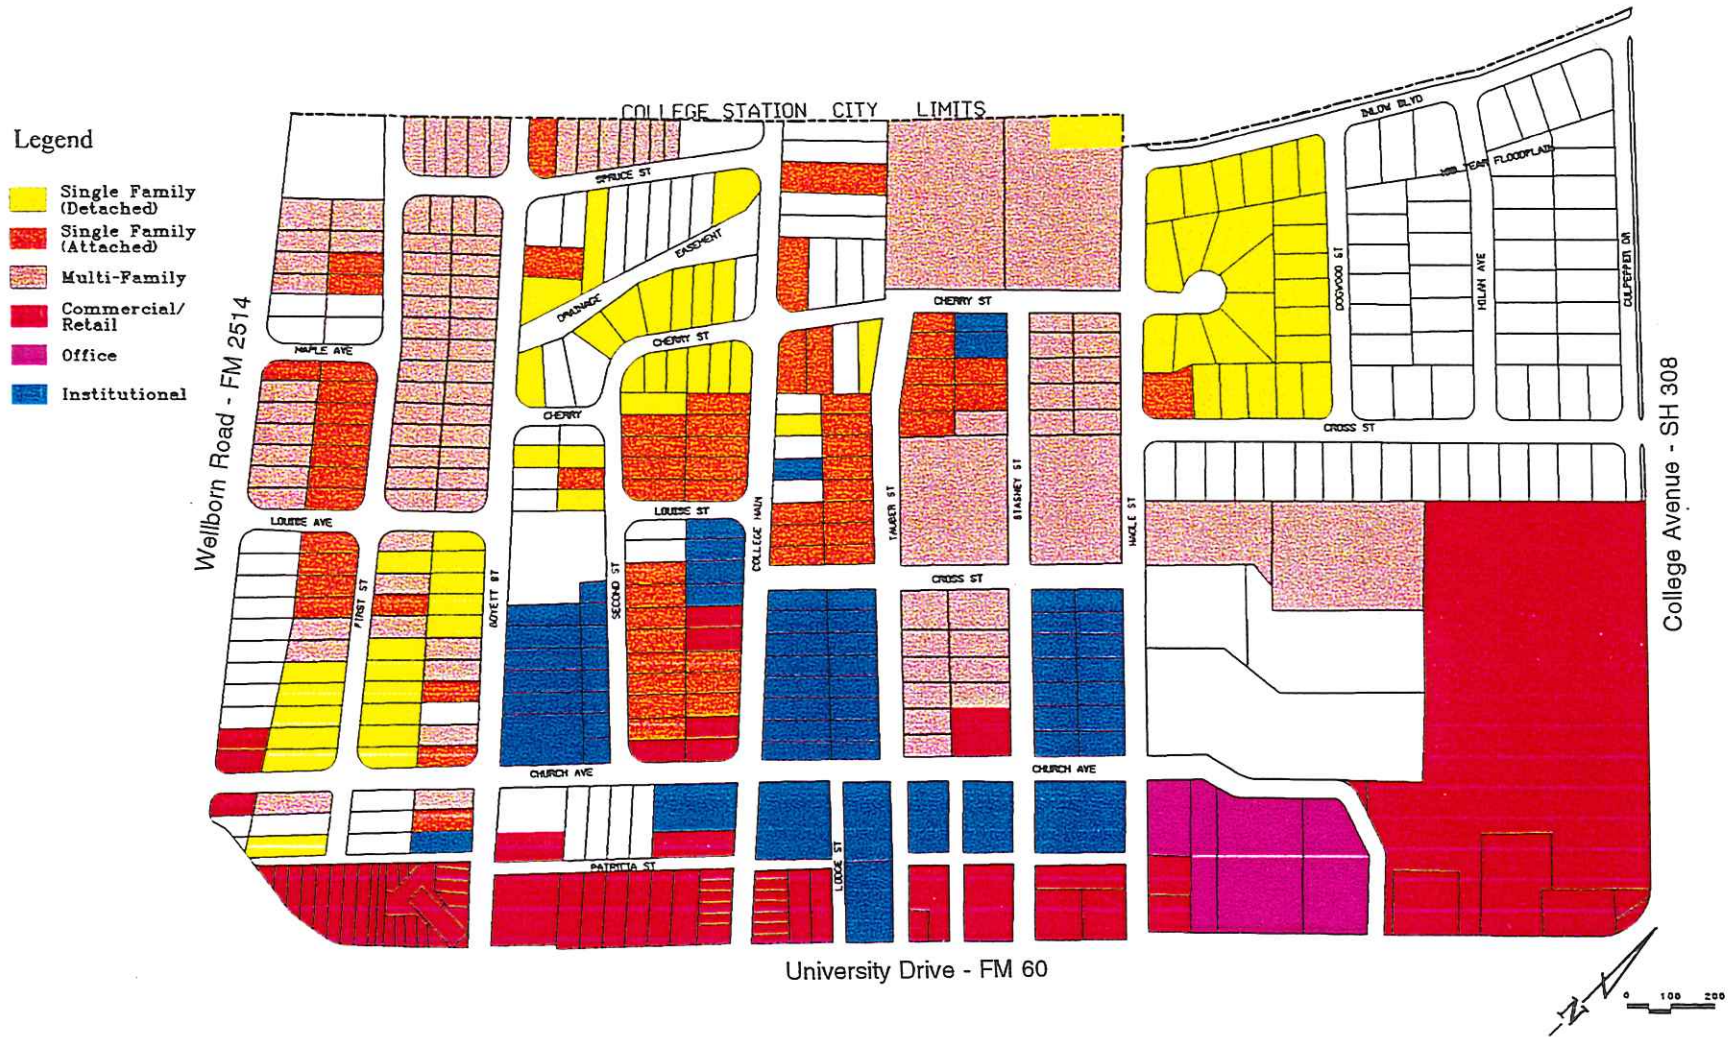 COLLEGE STATION CITY LIMITS
INLOW BLVD
Legend
Single Family
(Detached)
Single Family
(Attached)
Multi-Family
Commercial/
Retail
Office
Institutional
SPRUCE ST
100 YEAR FLOODPLAIN
DRAINAGE
EASEMENT
CHERRY ST
CHERRY ST
MAPLE AVE
CHERRY
DOGWOOD ST
CULPEPPER DR
Wellborn Road - FM 2514
College Avenue - SH 308
CROSS ST
LOUISE AVE
LOUISE ST
COLLEGE MAIN
TAUBER ST
NAGLE ST
FIRST ST
BOYETT ST
SECOND ST
CROSS ST
CHURCH AVE
CHURCH AVE
PATRICIA ST
LODGE ST
University Drive - FM 60
N
0 100 200